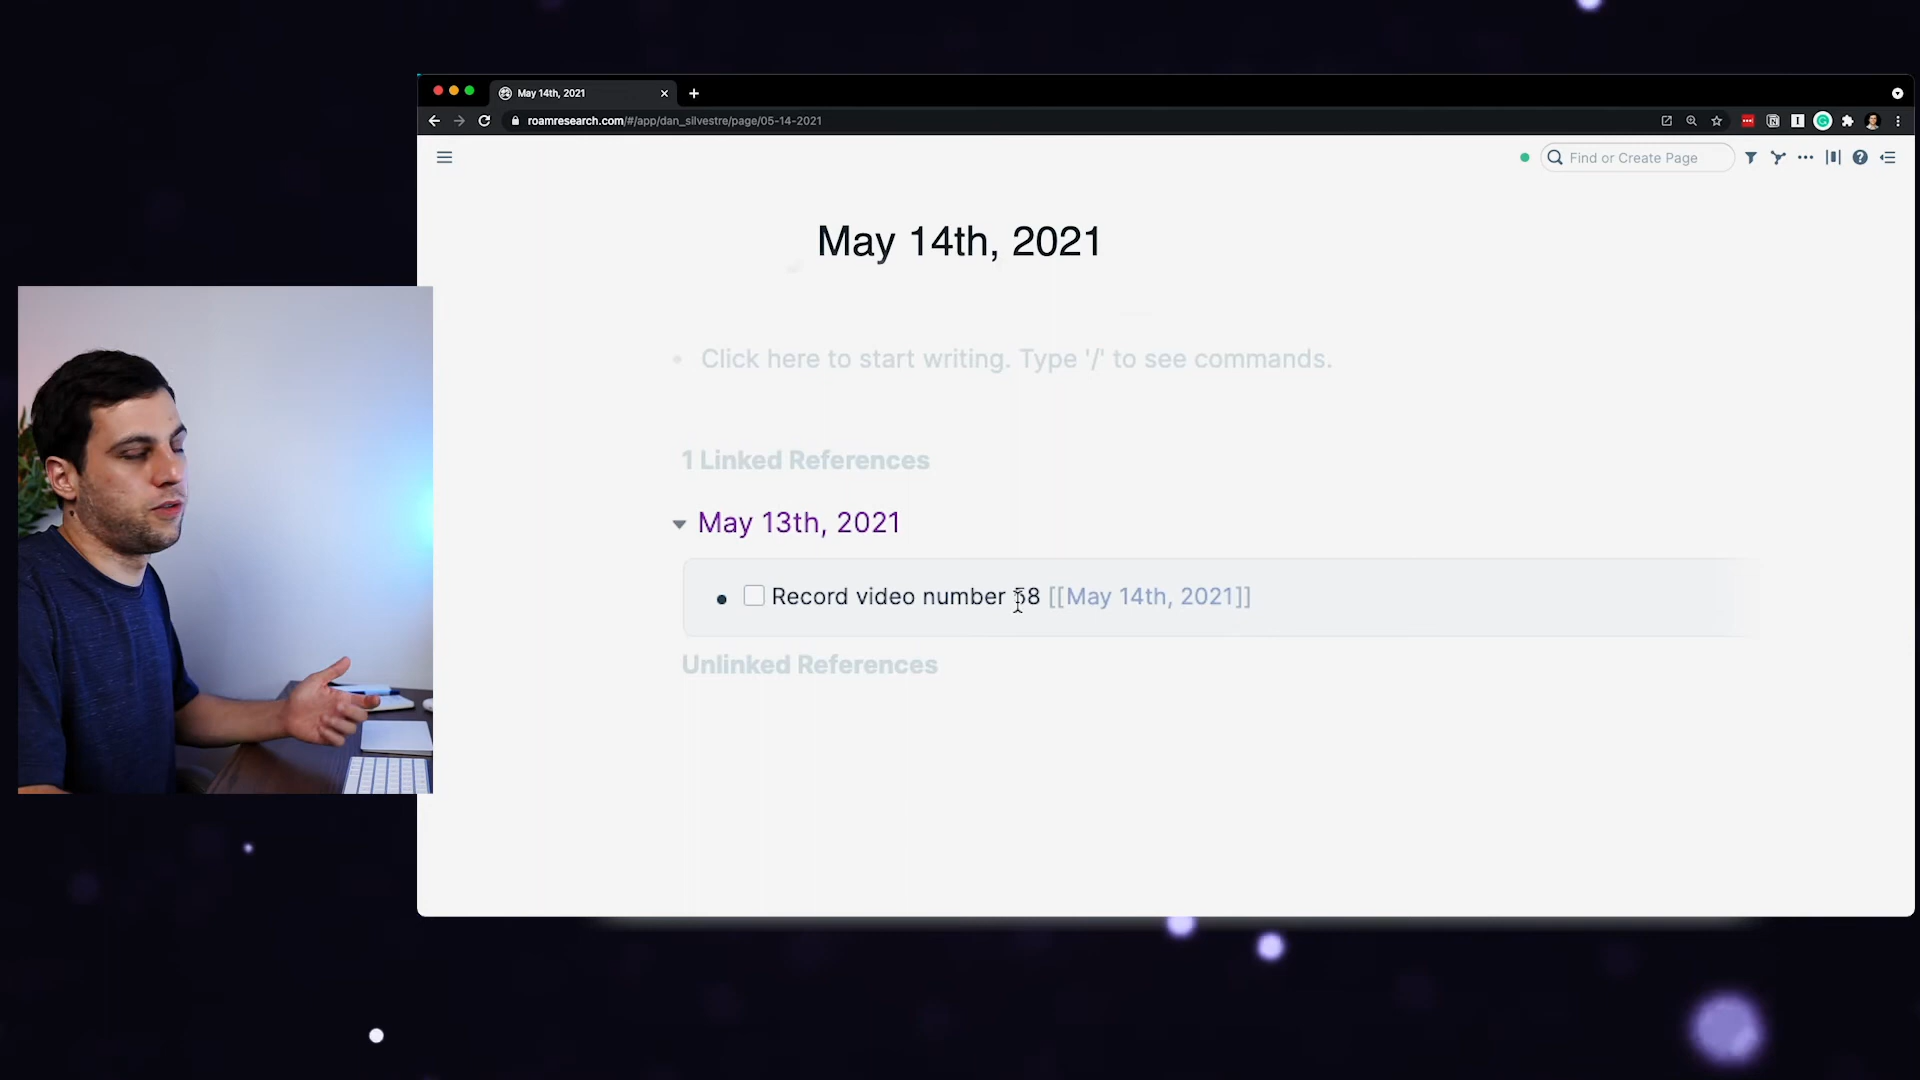 May 14th, 2021
roamresearch.com/#/app/dan_silvestre/page/05-14-2021
Find or Create Page
May 14th, 2021
Click here to start writing. Type '/' to see commands.
1 Linked References
May 13th, 2021
Record video number 58 [[May 14th, 2021]]
Unlinked References